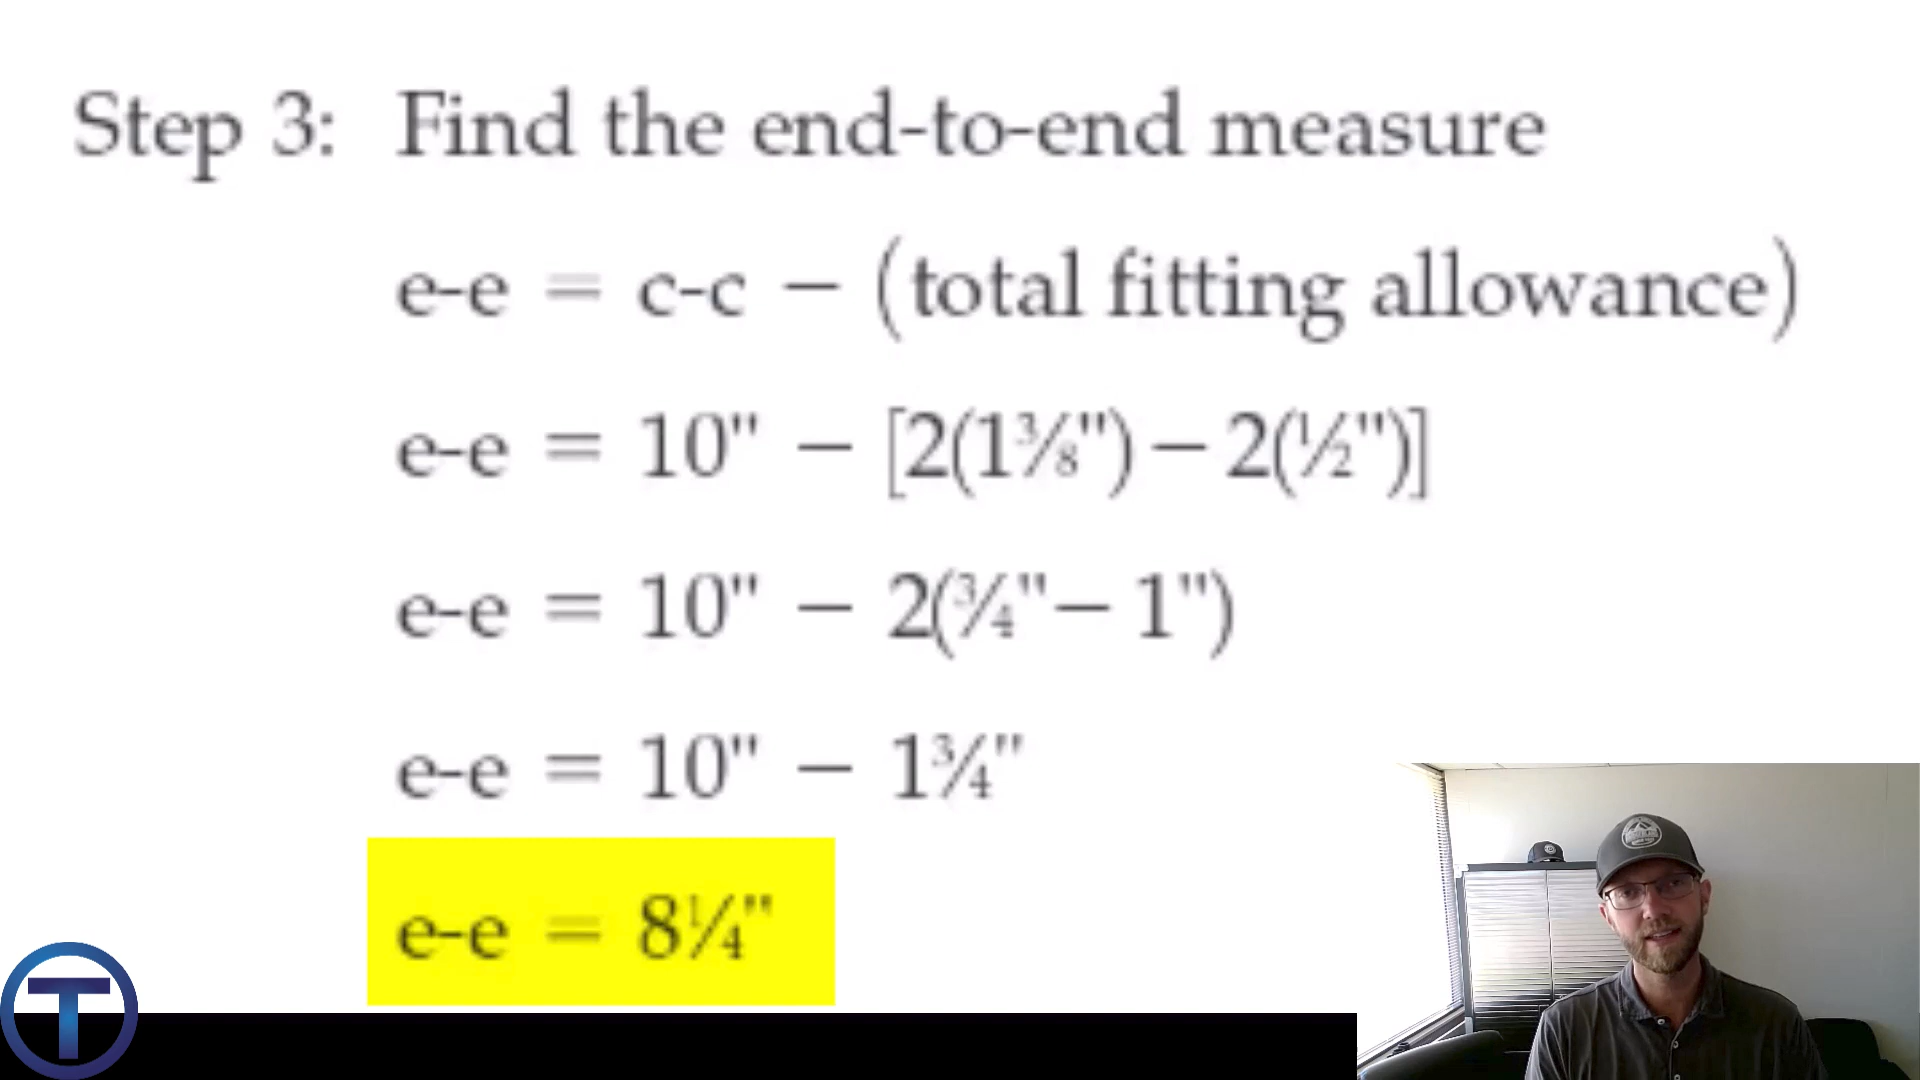 Step 3: Find the end-to-end measure
e-e = c-c − (total fitting allowance)
e-e = 10" − [2(1⅜") − 2(½")]
e-e = 10" − 2(¾" − 1")
e-e = 10" − 1¾"
e-e = 8¼"
T